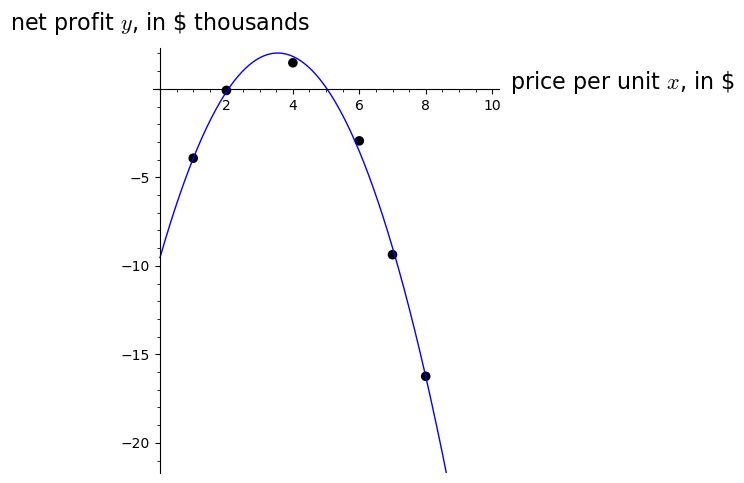 net profit y, in $ thousands
price per unit x, in $
2 4 6 8 10
−5
−10
−15
−20